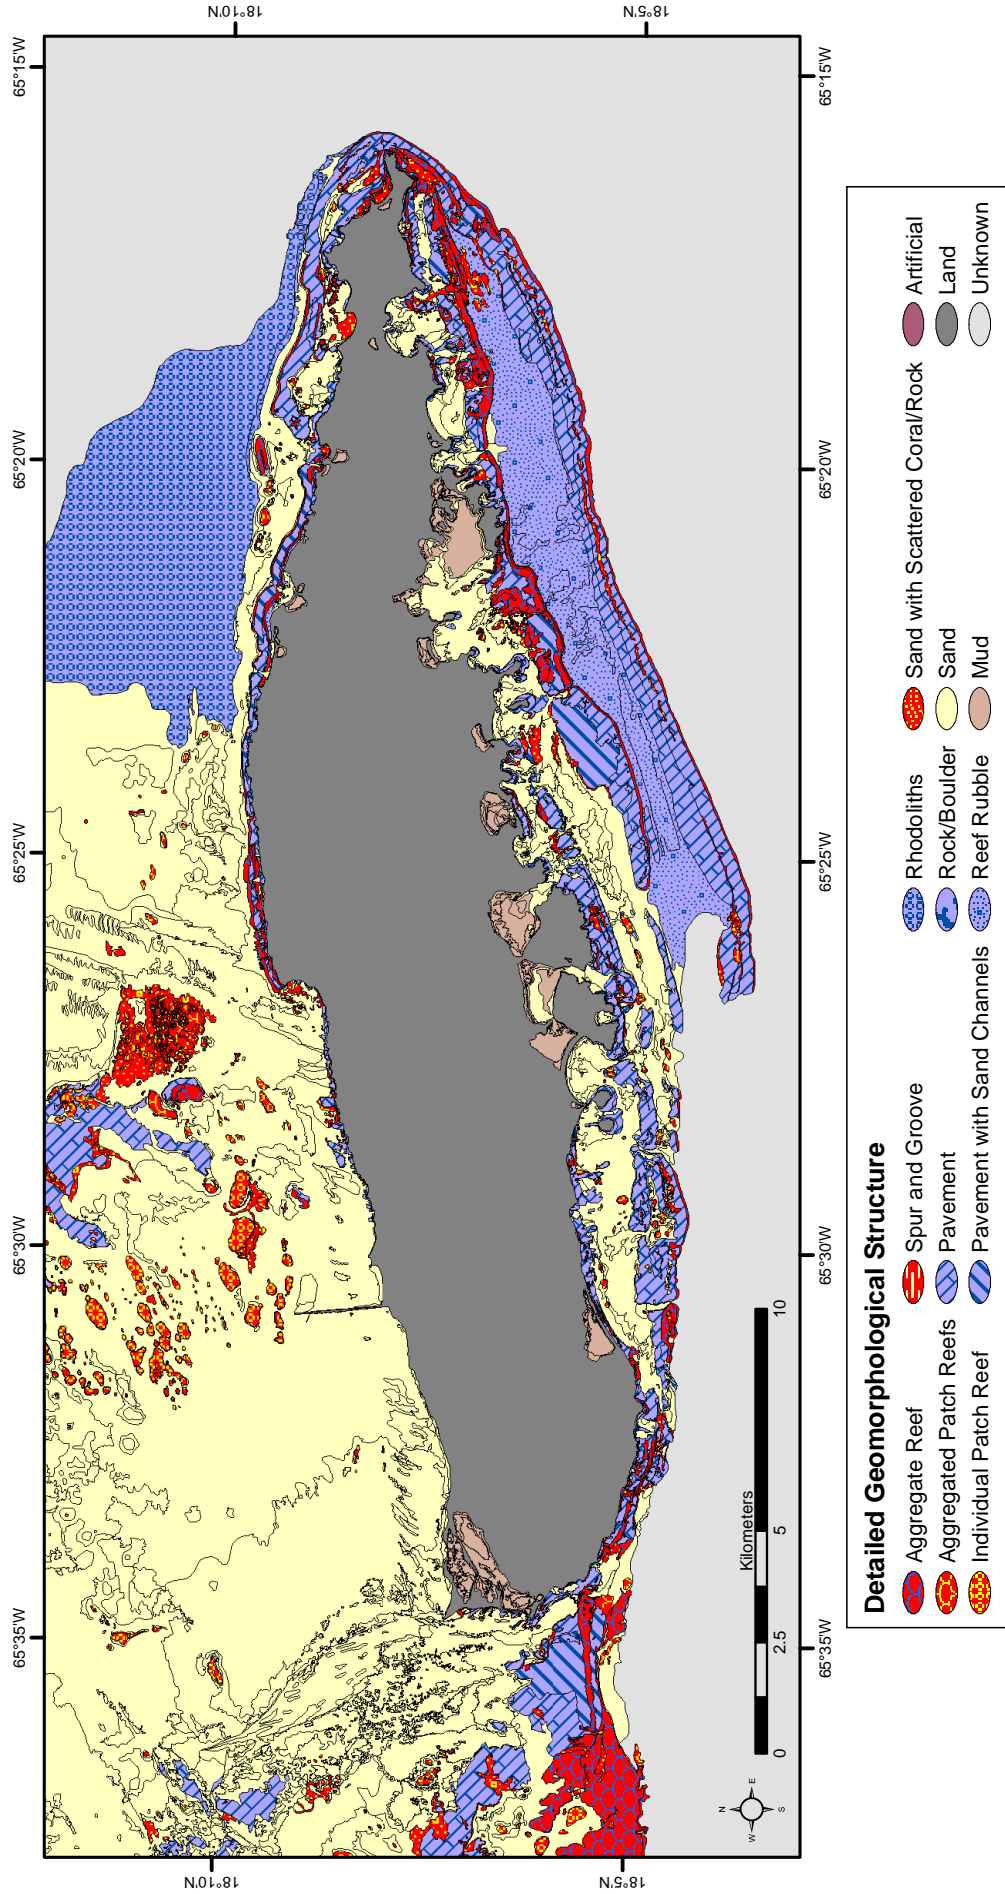 65°35'W 65°30'W 65°25'W 65°20'W 65°15'W
18°10'N 18°10'N
18°5'N 18°5'N
N
W E
S
Kilometers
0 2.5 5 10
65°35'W 65°30'W 65°25'W 65°20'W 65°15'W
Detailed Geomorphological Structure
Aggregate Reef
Aggregated Patch Reefs
Individual Patch Reef
Spur and Groove
Pavement
Pavement with Sand Channels
Rhodoliths
Rock/Boulder
Reef Rubble
Sand with Scattered Coral/Rock
Sand
Mud
Artificial
Land
Unknown